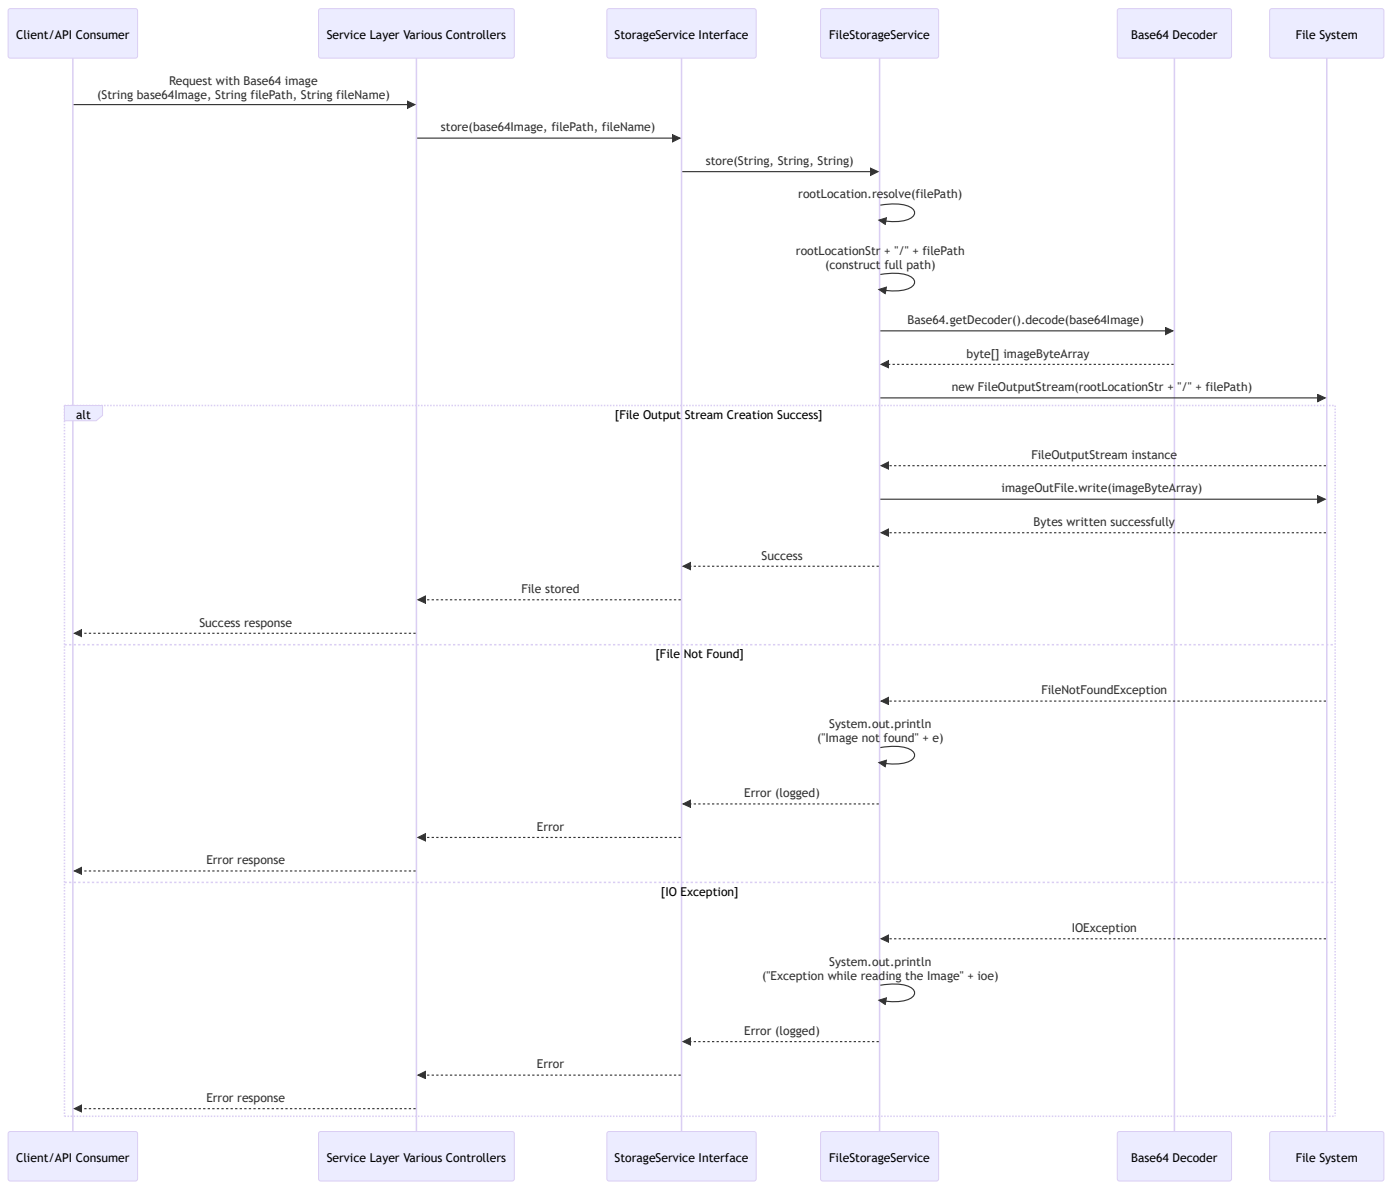 Client/API Consumer
Service Layer Various Controllers
StorageService Interface
FileStorageService
Base64 Decoder
File System
Request with Base64 image
(String base64Image, String filePath, String fileName)
store(base64Image, filePath, fileName)
store(String, String, String)
rootLocation.resolve(filePath)
rootLocationStr + "/" + filePath
(construct full path)
Base64.getDecoder().decode(base64Image)
byte[] imageByteArray
new FileOutputStream(rootLocationStr + "/" + filePath)
alt
[File Output Stream Creation Success]
FileOutputStream instance
imageOutFile.write(imageByteArray)
Bytes written successfully
Success
File stored
Success response
[File Not Found]
FileNotFoundException
System.out.println
("Image not found" + e)
Error (logged)
Error
Error response
[IO Exception]
IOException
System.out.println
("Exception while reading the Image" + ioe)
Error (logged)
Error
Error response
Client/API Consumer
Service Layer Various Controllers
StorageService Interface
FileStorageService
Base64 Decoder
File System